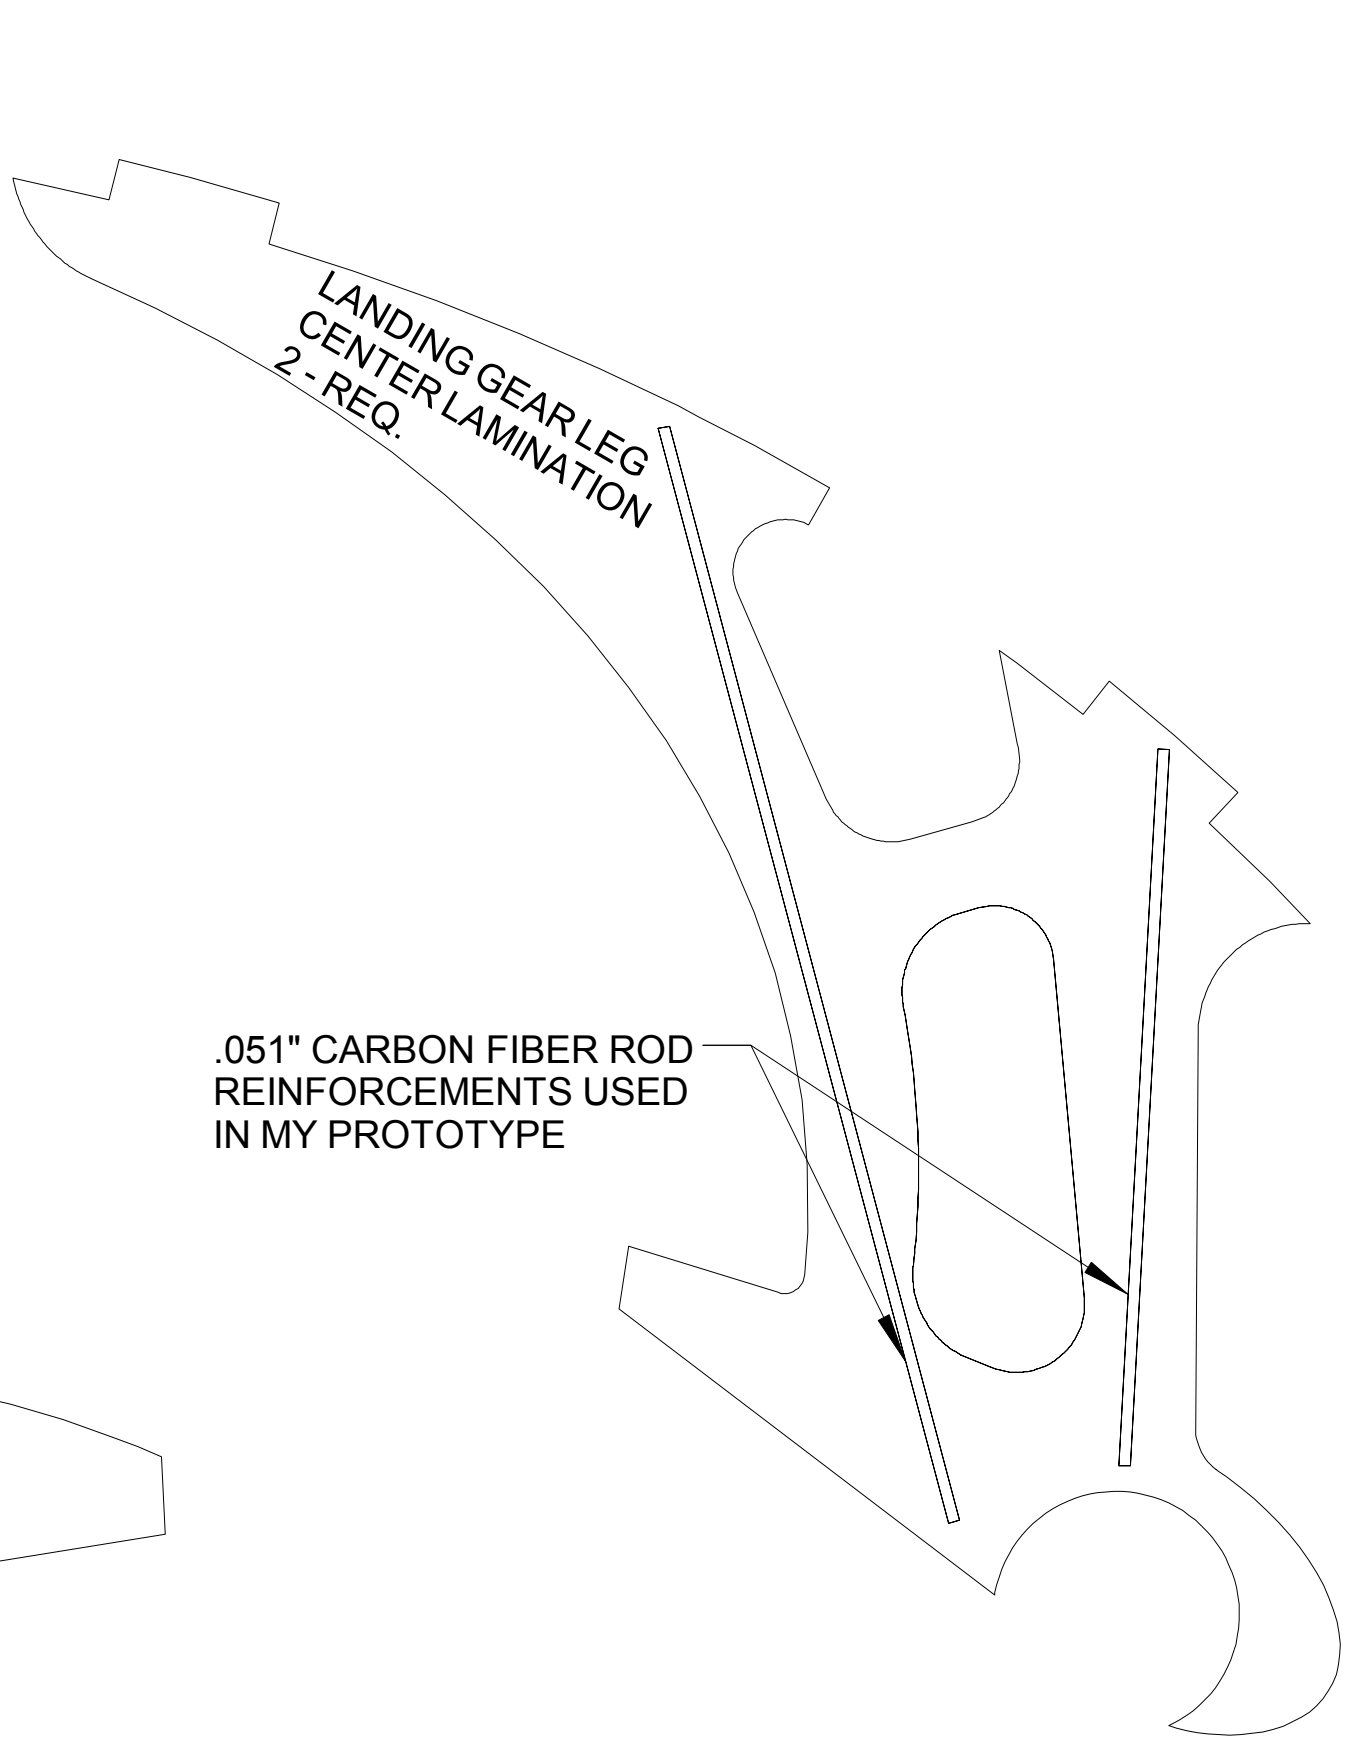 LANDING GEAR LEG
CENTER LAMINATION
2 - REQ.
.051" CARBON FIBER ROD
REINFORCEMENTS USED
IN MY PROTOTYPE